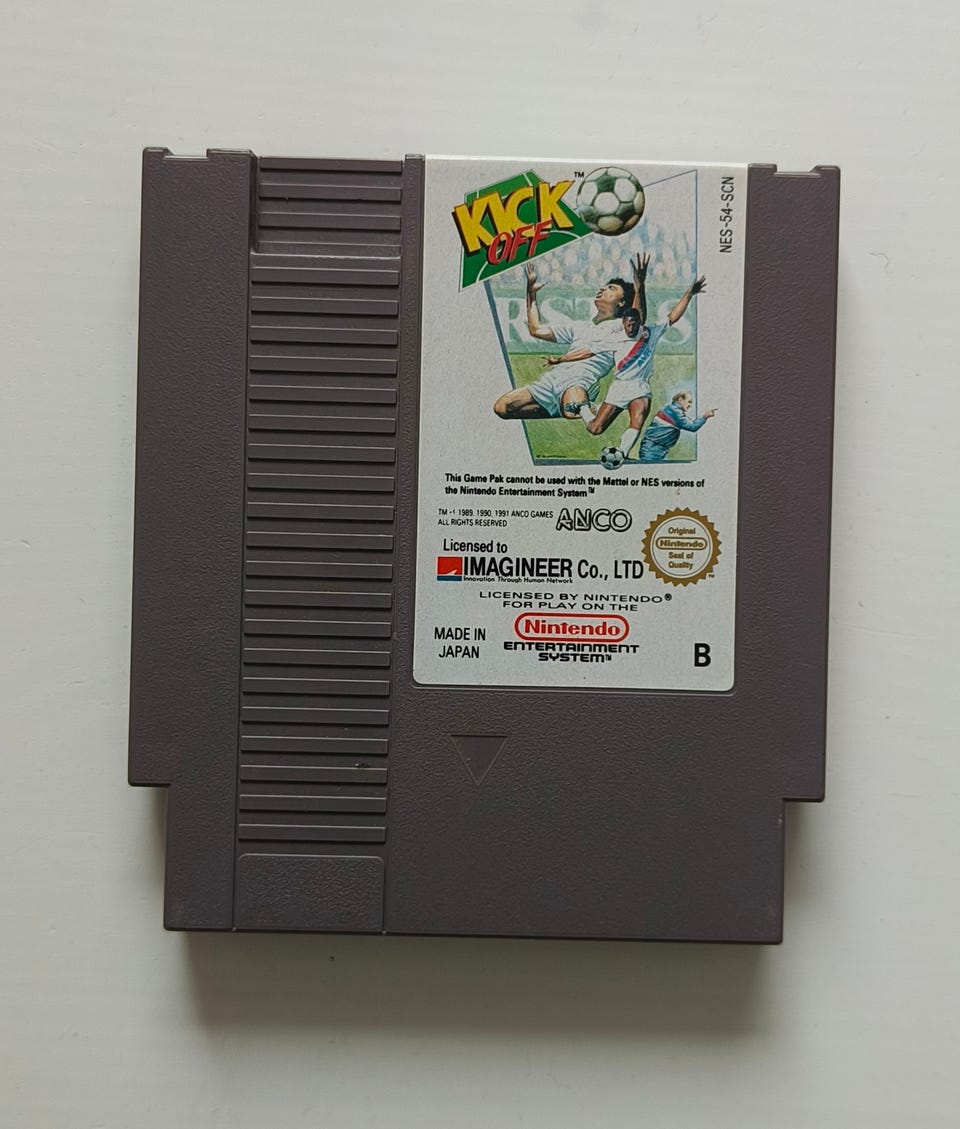 KICK
OFF™
NES-54-SCN
This Game Pak cannot be used with the Mattel or NES versions of
the Nintendo Entertainment System™
1989, 1990, 1991 ANCO GAMES
ALL RIGHTS RESERVED
ANCO
Original
Nintendo
Seal of
Quality
™
Licensed to
IMAGINEER Co., LTD
Innovation Through Human Network
LICENSED BY NINTENDO®
FOR PLAY ON THE
Nintendo
ENTERTAINMENT
SYSTEM™
MADE IN
JAPAN
B